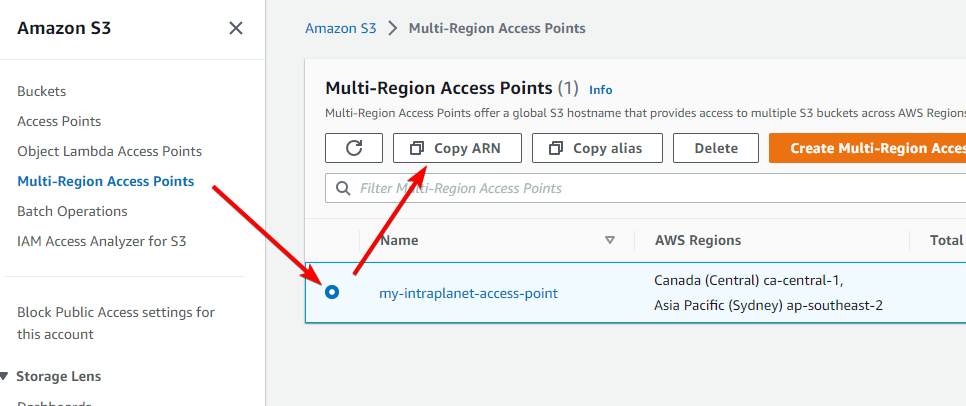 Amazon S3
Buckets
Access Points
Object Lambda Access Points
Multi-Region Access Points
Batch Operations
IAM Access Analyzer for S3
Block Public Access settings for
this account
Storage Lens
Dashboards
Amazon S3 > Multi-Region Access Points
Multi-Region Access Points (1) Info
Multi-Region Access Points offer a global S3 hostname that provides access to multiple S3 buckets across AWS Regions
Copy ARN Copy alias Delete Create Multi-Region Acce
Filter Multi-Region Access Points
Name AWS Regions Total
my-intraplanet-access-point
Canada (Central) ca-central-1,
Asia Pacific (Sydney) ap-southeast-2